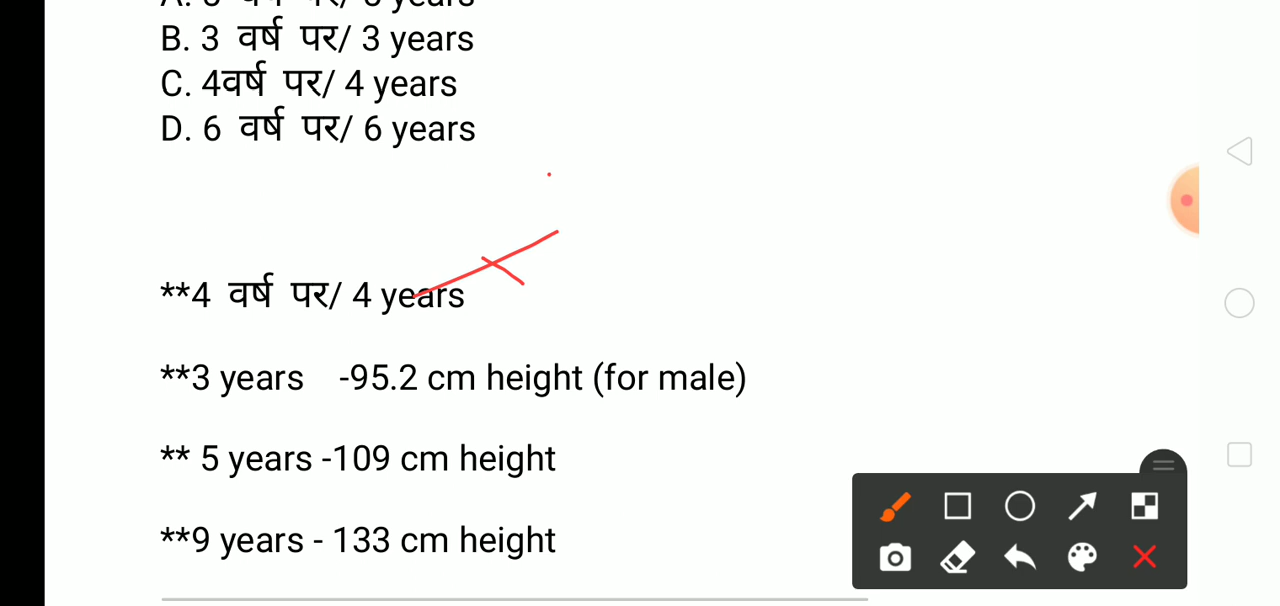 B. 3 वर्ष पर/ 3 years
C. 4वर्ष पर/ 4 years
D. 6 वर्ष पर/ 6 years
**4 वर्ष पर/ 4 years
**3 years -95.2 cm height (for male)
** 5 years -109 cm height
**9 years - 133 cm height